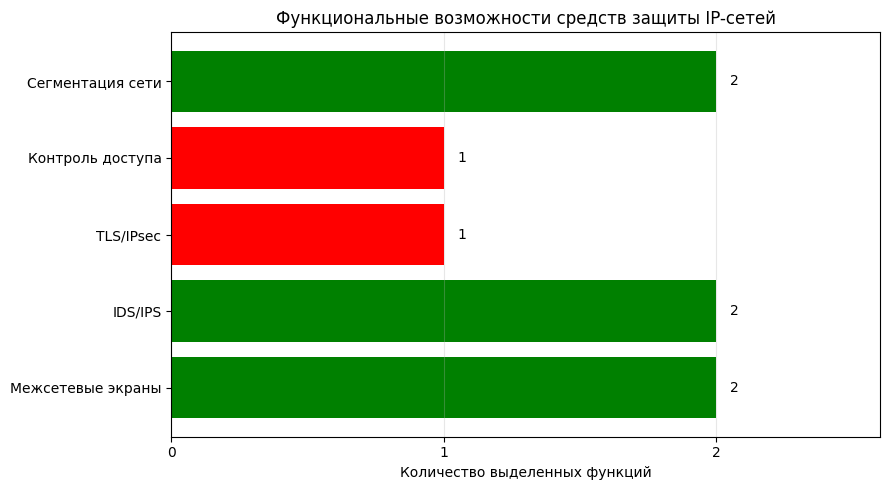 Функциональные возможности средств защиты IP-сетей
Сегментация сети
2
Контроль доступа
1
TLS/IPsec
1
IDS/IPS
2
Межсетевые экраны
2
0
1
2
Количество выделенных функций